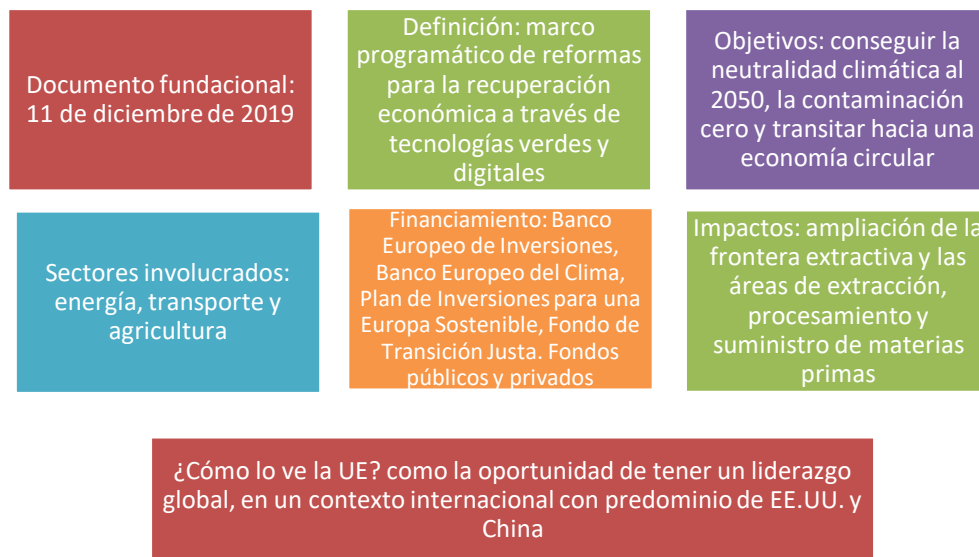 Documento fundacional:
11 de diciembre de 2019
Definición: marco
programático de reformas
para la recuperación
económica a través de
tecnologías verdes y
digitales
Objetivos: conseguir la
neutralidad climática al
2050, la contaminación
cero y transitar hacia una
economía circular
Sectores involucrados:
energía, transporte y
agricultura
Financiamiento: Banco
Europeo de Inversiones,
Banco Europeo del Clima,
Plan de Inversiones para una
Europa Sostenible, Fondo de
Transición Justa. Fondos
públicos y privados
Impactos: ampliación de la
frontera extractiva y las
áreas de extracción,
procesamiento y
suministro de materias
primas
¿Cómo lo ve la UE? como la oportunidad de tener un liderazgo
global, en un contexto internacional con predominio de EE.UU. y
China